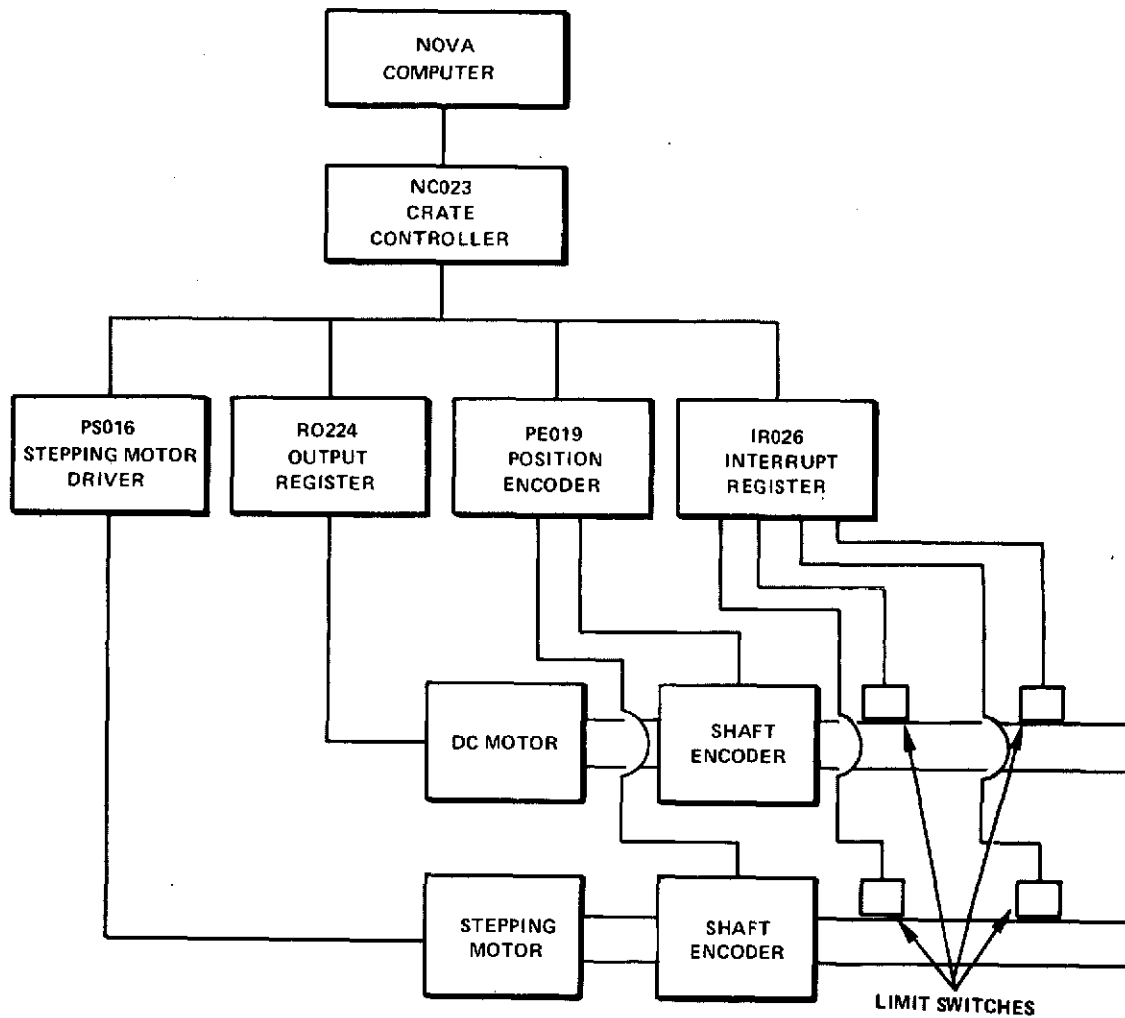 NOVA
COMPUTER
NC023
CRATE
CONTROLLER
PS016
STEPPING MOTOR
DRIVER
RO224
OUTPUT
REGISTER
PE019
POSITION
ENCODER
IR026
INTERRUPT
REGISTER
DC MOTOR
SHAFT
ENCODER
STEPPING
MOTOR
SHAFT
ENCODER
LIMIT SWITCHES